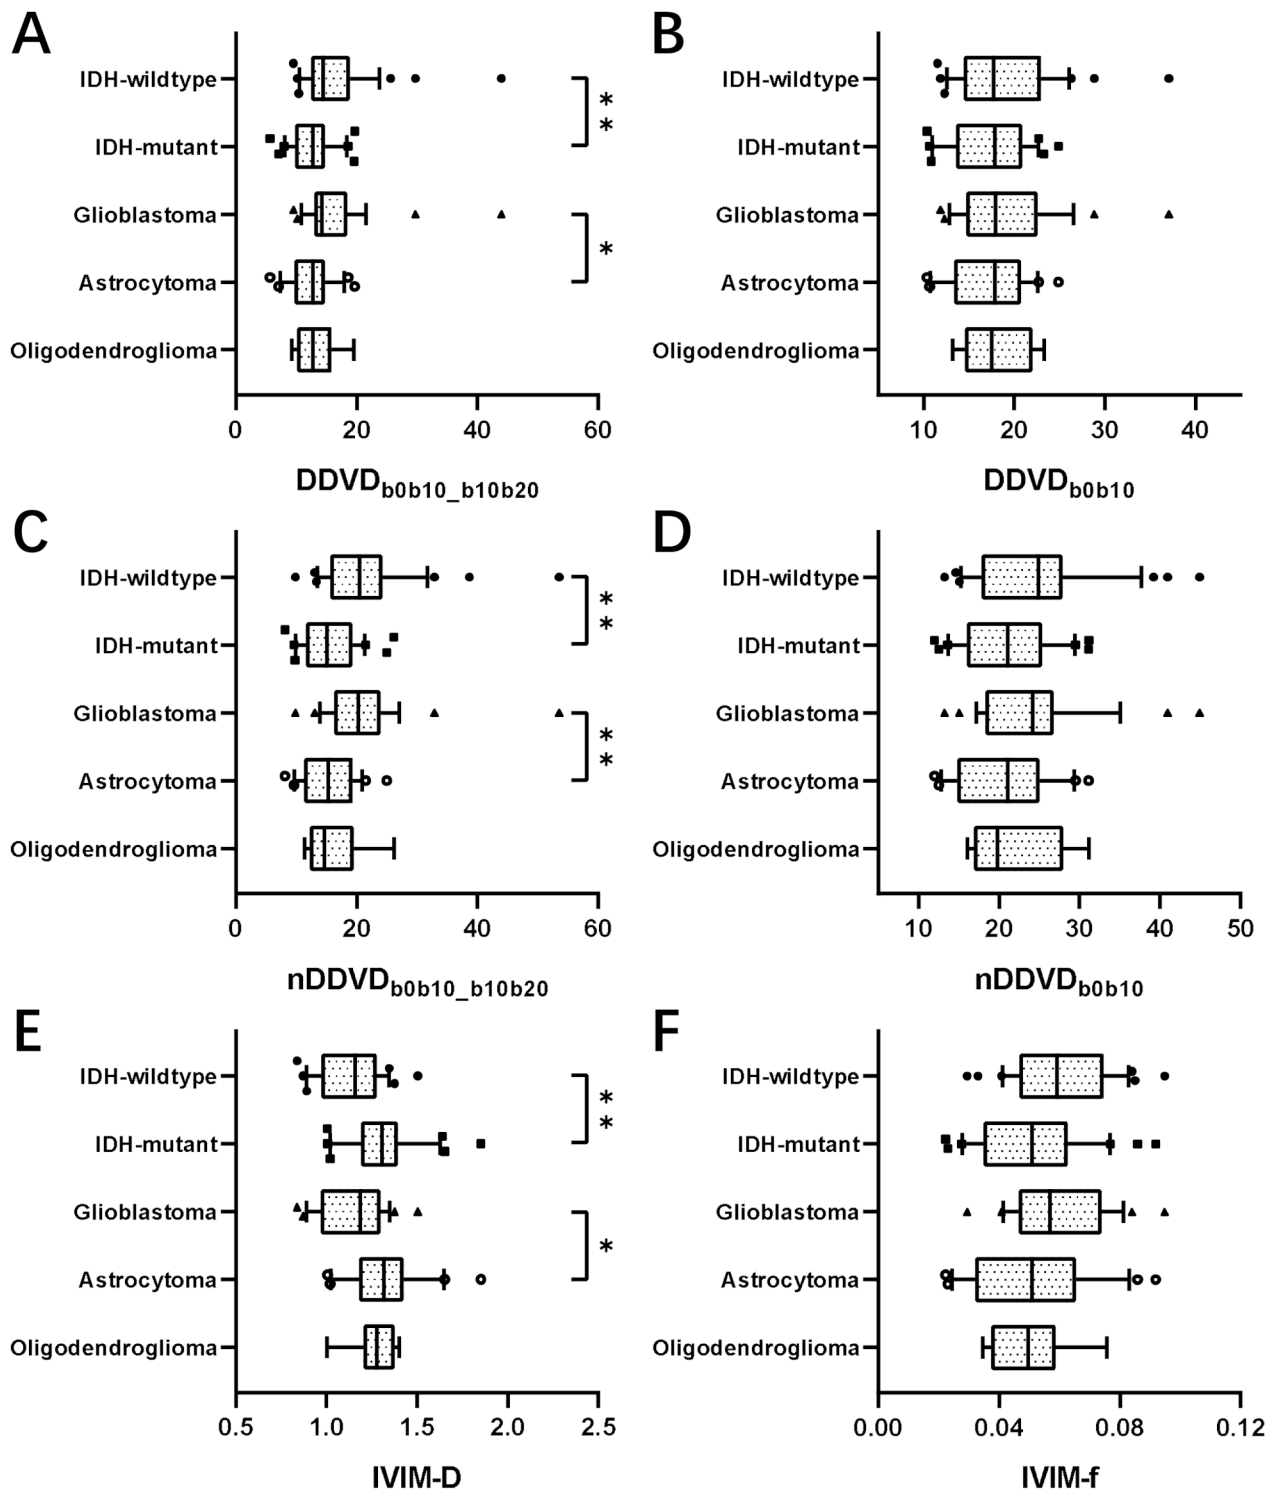 A
IDH-wildtype
IDH-mutant
Glioblastoma
Astrocytoma
Oligodendroglioma
* *
*
0 20 40 60
DDVDb0b10_b10b20
B
IDH-wildtype
IDH-mutant
Glioblastoma
Astrocytoma
Oligodendroglioma
10 20 30 40
DDVDb0b10
C
IDH-wildtype
IDH-mutant
Glioblastoma
Astrocytoma
Oligodendroglioma
* *
* *
0 20 40 60
nDDVDb0b10_b10b20
D
IDH-wildtype
IDH-mutant
Glioblastoma
Astrocytoma
Oligodendroglioma
10 20 30 40 50
nDDVDb0b10
E
IDH-wildtype
IDH-mutant
Glioblastoma
Astrocytoma
Oligodendroglioma
* *
*
0.5 1.0 1.5 2.0 2.5
IVIM-D
F
IDH-wildtype
IDH-mutant
Glioblastoma
Astrocytoma
Oligodendroglioma
0.00 0.04 0.08 0.12
IVIM-f